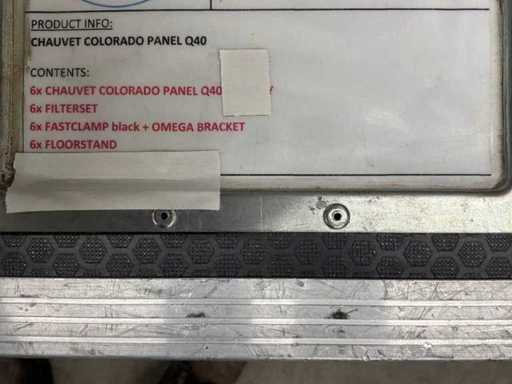 PRODUCT INFO:
CHAUVET COLORADO PANEL Q40
CONTENTS:
6x CHAUVET COLORADO PANEL Q40
6x FILTERSET
6x FASTCLAMP black + OMEGA BRACKET
6x FLOORSTAND